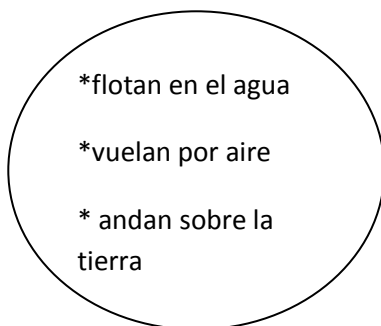 *flotan en el agua
*vuelan por aire
* andan sobre la
tierra